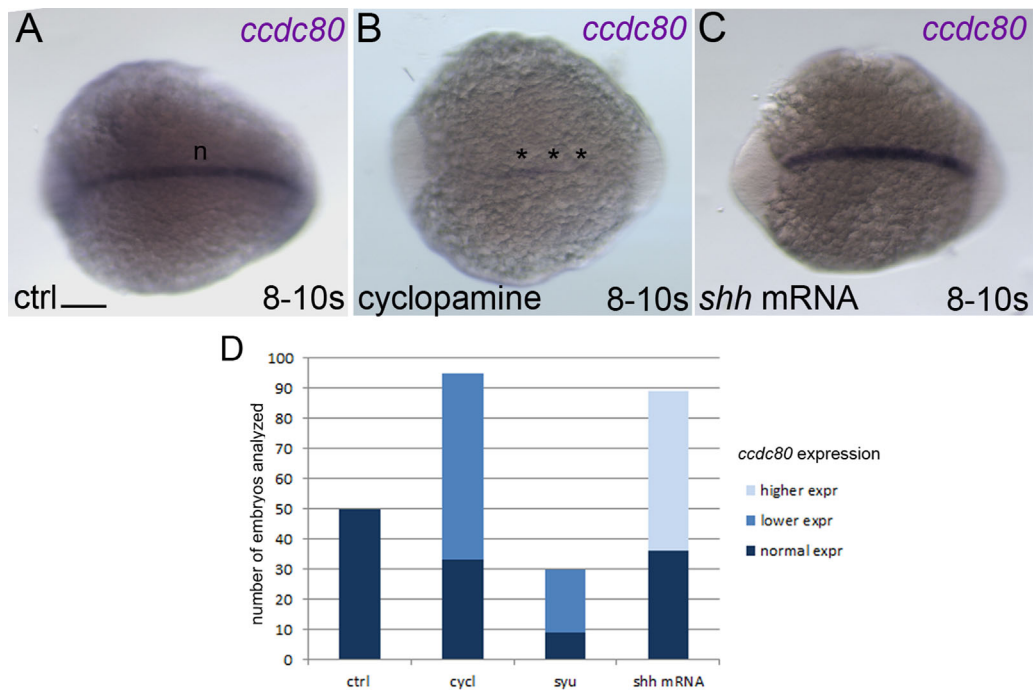 A
ccdc80
n
ctrl
8-10s
B
ccdc80
* * *
cyclopamine
8-10s
C
ccdc80
shh mRNA
8-10s
D
number of embryos analyzed
100
90
80
70
60
50
40
30
20
10
0
ctrl
cycl
syu
shh mRNA
ccdc80 expression
higher expr
lower expr
normal expr